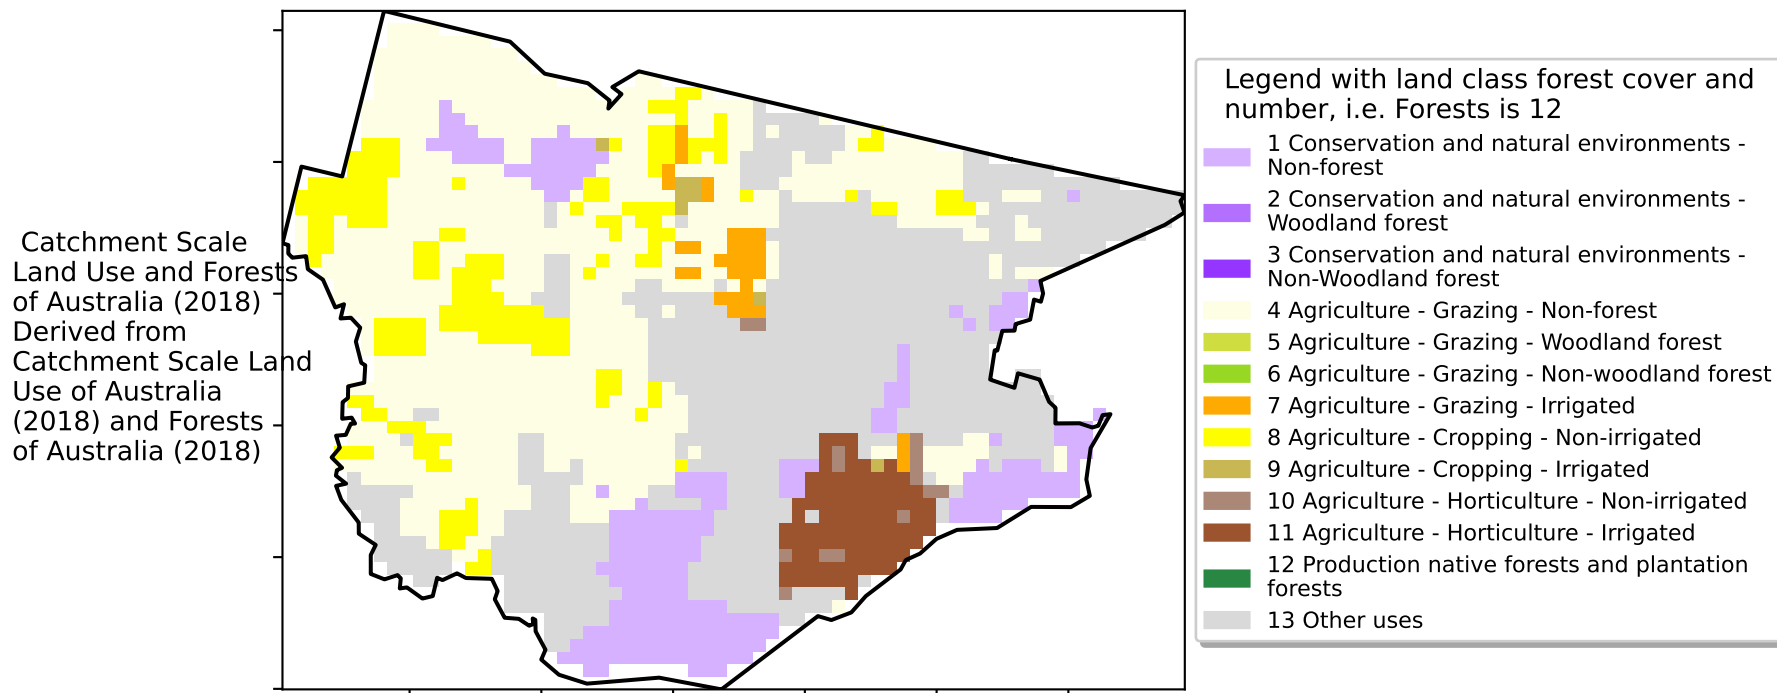 Catchment Scale
Land Use and Forests
of Australia (2018)
Derived from
Catchment Scale Land
Use of Australia
(2018) and Forests
of Australia (2018)
Legend with land class forest cover and
number, i.e. Forests is 12
1 Conservation and natural environments -
Non-forest
2 Conservation and natural environments -
Woodland forest
3 Conservation and natural environments -
Non-Woodland forest
4 Agriculture - Grazing - Non-forest
5 Agriculture - Grazing - Woodland forest
6 Agriculture - Grazing - Non-woodland forest
7 Agriculture - Grazing - Irrigated
8 Agriculture - Cropping - Non-irrigated
9 Agriculture - Cropping - Irrigated
10 Agriculture - Horticulture - Non-irrigated
11 Agriculture - Horticulture - Irrigated
12 Production native forests and plantation
forests
13 Other uses